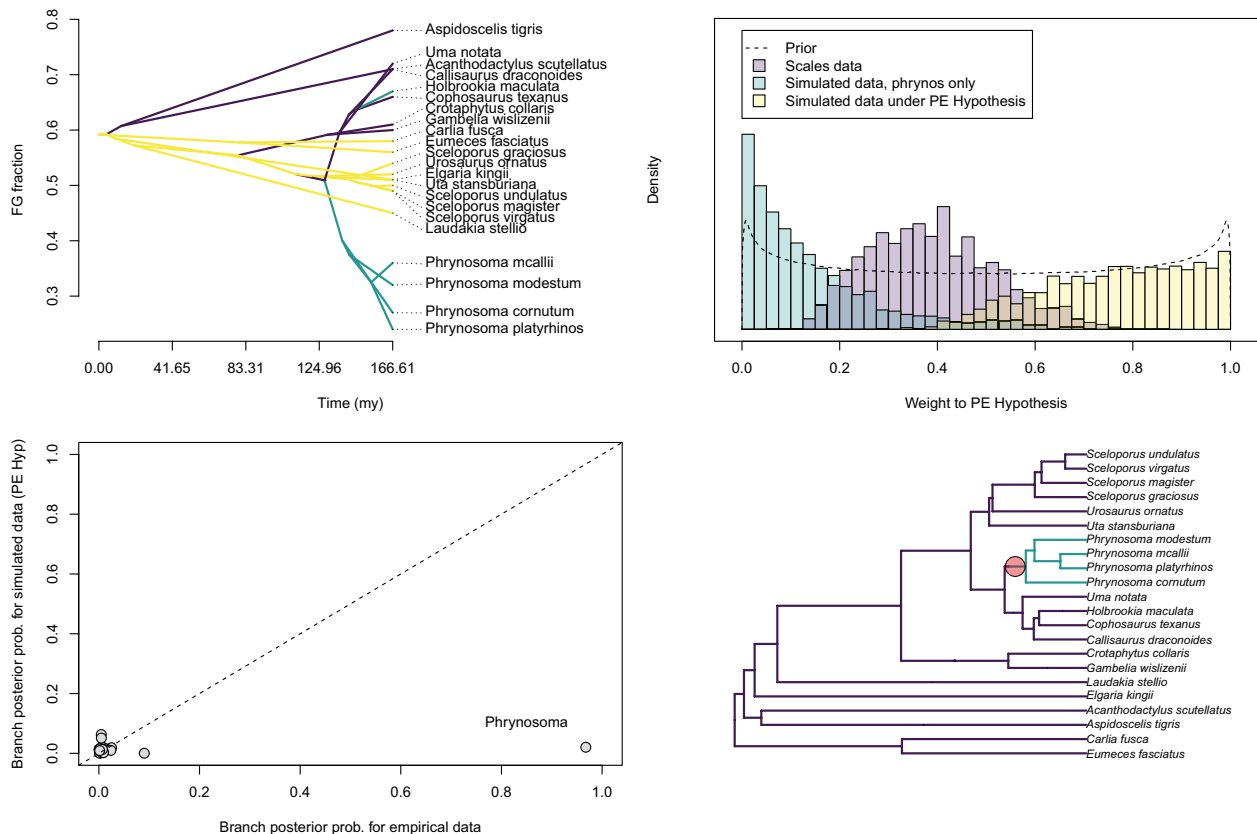 FG fraction
0.8
0.7
0.6
0.5
0.4
0.3
Aspidoscelis tigris
Uma notata
Acanthodactylus scutellatus
Callisaurus draconoides
Holbrookia maculata
Cophosaurus texanus
Crotaphytus collaris
Gambelia wislizenii
Carlia fusca
Eumeces fasciatus
Sceloporus graciosus
Urosaurus ornatus
Elgaria kingii
Uta stansburiana
Sceloporus undulatus
Sceloporus magister
Sceloporus virgatus
Laudakia stellio
Phrynosoma mcallii
Phrynosoma modestum
Phrynosoma cornutum
Phrynosoma platyrhinos
0.00 41.65 83.31 124.96 166.61
Time (my)
Density
Prior
Scales data
Simulated data, phrynos only
Simulated data under PE Hypothesis
0.0 0.2 0.4 0.6 0.8 1.0
Weight to PE Hypothesis
Branch posterior prob. for simulated data (PE Hyp)
1.0
0.8
0.6
0.4
0.2
0.0
Phrynosoma
0.0 0.2 0.4 0.6 0.8 1.0
Branch posterior prob. for empirical data
Sceloporus undulatus
Sceloporus virgatus
Sceloporus magister
Sceloporus graciosus
Urosaurus ornatus
Uta stansburiana
Phrynosoma modestum
Phrynosoma mcallii
Phrynosoma platyrhinos
Phrynosoma cornutum
Uma notata
Holbrookia maculata
Cophosaurus texanus
Callisaurus draconoides
Crotaphytus collaris
Gambelia wislizenii
Laudakia stellio
Elgaria kingii
Acanthodactylus scutellatus
Aspidoscelis tigris
Carlia fusca
Eumeces fasciatus